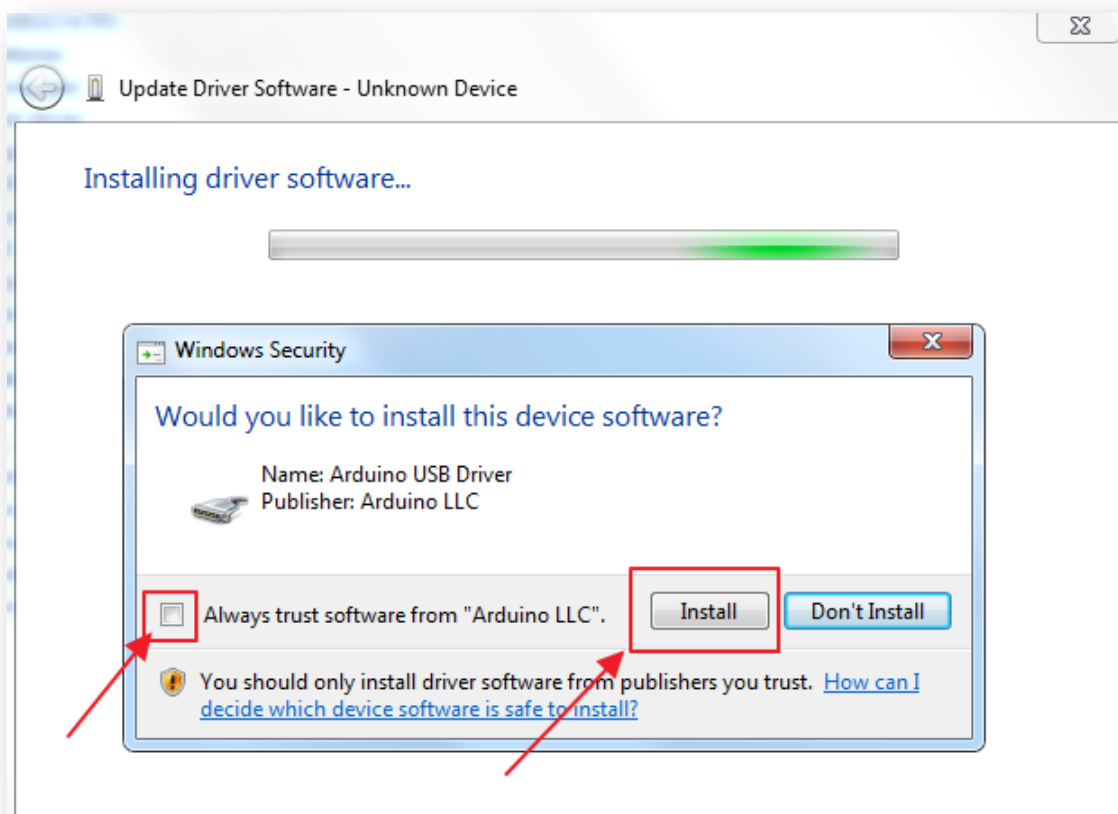 Update Driver Software - Unknown Device
Installing driver software...
Windows Security
Would you like to install this device software?
Name: Arduino USB Driver
Publisher: Arduino LLC
Always trust software from "Arduino LLC".
Install
Don't Install
You should only install driver software from publishers you trust. How can I
decide which device software is safe to install?